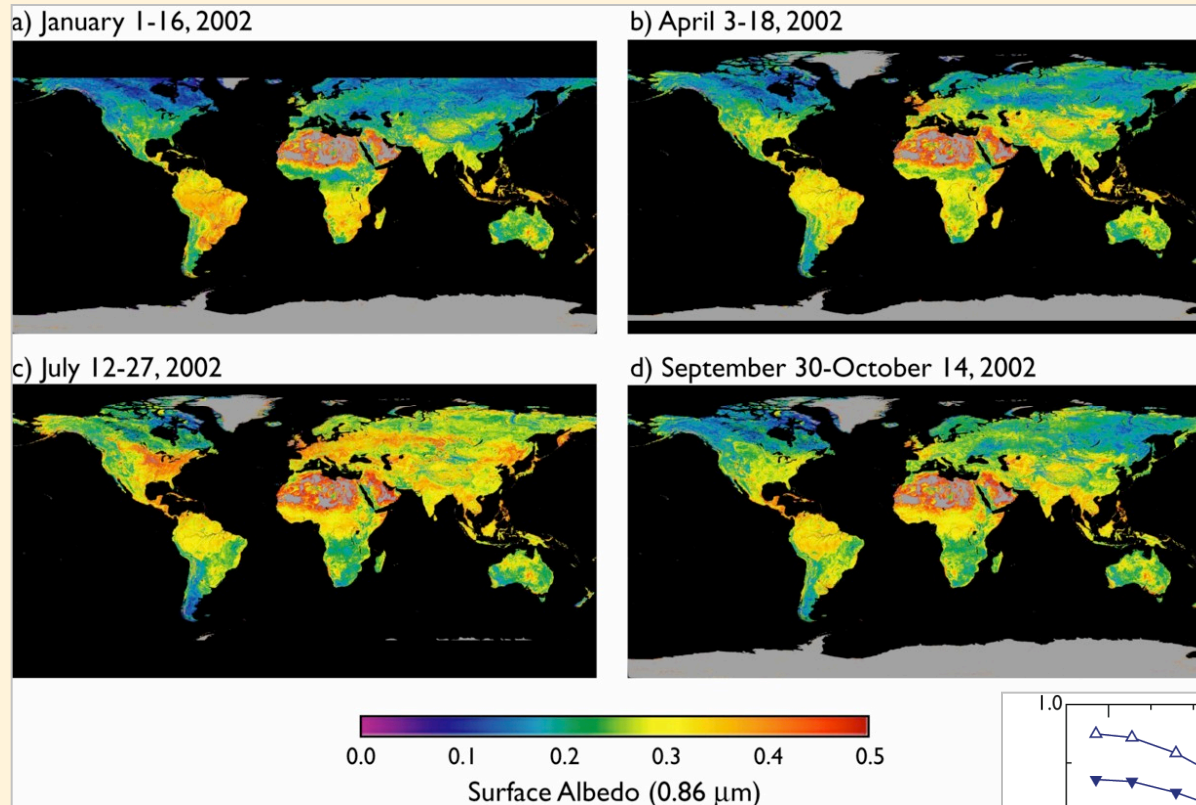 a) January 1-16, 2002
b) April 3-18, 2002
c) July 12-27, 2002
d) September 30-October 14, 2002
1.0
0.0 0.1 0.2 0.3 0.4 0.5
Surface Albedo (0.86 µm)